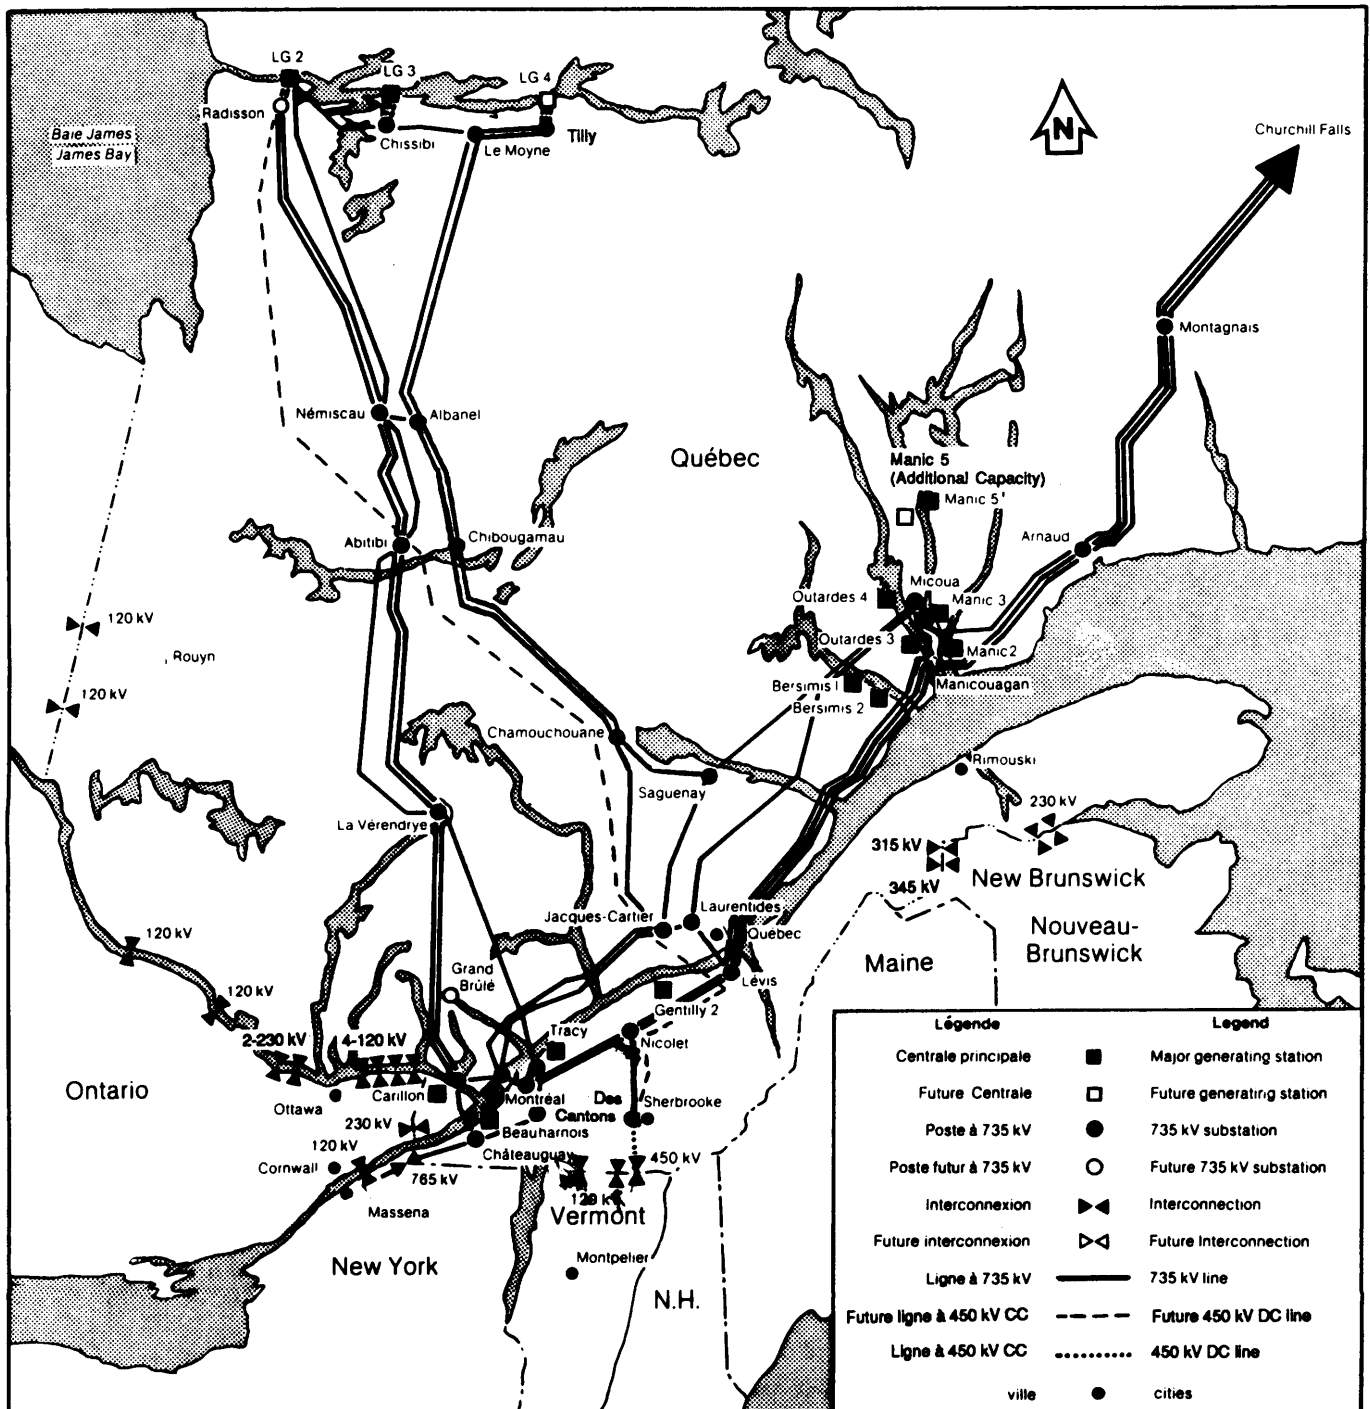 LG 2
LG 3
LG 4
Radisson
Chissibi
Le Moyne
Tilly
Baie James
James Bay
N
Churchill Falls
Montagnais
Némiscau
Albanel
Québec
Manic 5
(Additional Capacity)
Manic 5
Abitibi
Chibougamau
Arnaud
Micoua
Outardes 4
Manic 3
120 kV
Outardes 3
Manic2
Rouyn
Bersimis 1
Manicouagan
120 kV
Bersimis 2
Chamouchouane
Rimouski
Saguenay
230 kV
La Vérendrye
315 kV
New Brunswick
345 kV
Jacques-Cartier
Laurentides
Québec
Nouveau-
Brunswick
120 kV
Maine
Grand
Brûlé
Lévis
120 kV
Gentilly 2
2-230 kV
4-120 kV
Tracy
Nicolet
Ontario
Ottawa
Carillon
Montréal
Des
Cantons
Sherbrooke
230 kV
Beauharnois
120 kV
Cornwall
Châteauguay
450 kV
765 kV
120 kV
Massena
Vermont
New York
Montpelier
N.H.
Légende
Legend
Centrale principale
Major generating station
Future Centrale
Future generating station
Poste à 735 kV
735 kV substation
Poste futur à 735 kV
Future 735 kV substation
Interconnexion
Interconnection
Future interconnexion
Future Interconnection
Ligne à 735 kV
735 kV line
Future ligne à 450 kV CC
Future 450 kV DC line
Ligne à 450 kV CC
450 kV DC line
ville
cities